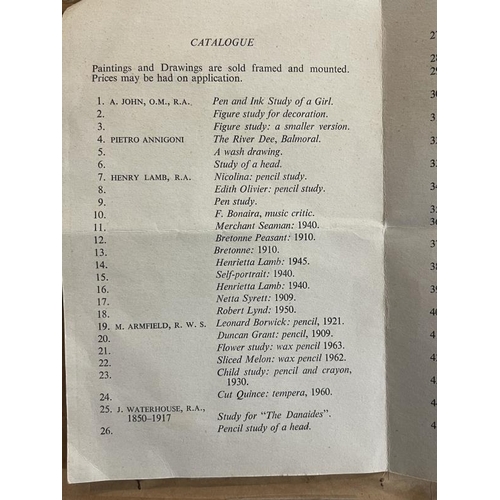 CATALOGUE
Paintings and Drawings are sold framed and mounted.
Prices may be had on application.
1. A. JOHN, O.M., R.A. Pen and Ink Study of a Girl.
2. Figure study for decoration.
3. Figure study: a smaller version.
4. PIETRO ANNIGONI The River Dee, Balmoral.
5. A wash drawing.
6. Study of a head.
7. HENRY LAMB, R.A. Nicolina: pencil study.
8. Edith Olivier: pencil study.
9. Pen study.
10. F. Bonaira, music critic.
11. Merchant Seaman: 1940.
12. Bretonne Peasant: 1910.
13. Bretonne: 1910.
14. Henrietta Lamb: 1945.
15. Self-portrait: 1940.
16. Henrietta Lamb: 1940.
17. Netta Syrett: 1909.
18. Robert Lynd: 1950.
19. M. ARMFIELD, R. W. S. Leonard Borwick: pencil, 1921.
20. Duncan Grant: pencil, 1909.
21. Flower study: wax pencil 1963.
22. Sliced Melon: wax pencil 1962.
23. Child study: pencil and crayon,
1930.
24. Cut Quince: tempera, 1960.
25. J. WATERHOUSE, R.A.,
1850–1917 Study for "The Danaides".
26. Pencil study of a head.
27
28
29
30